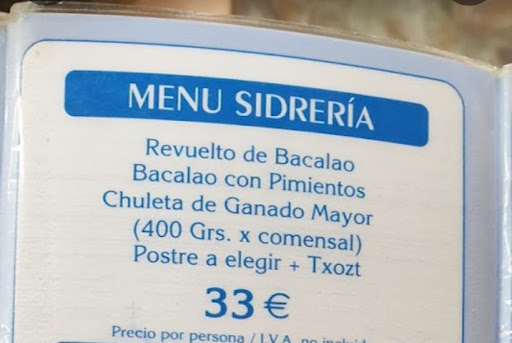 MENU SIDRERÍA
Revuelto de Bacalao
Bacalao con Pimientos
Chuleta de Ganado Mayor
(400 Grs. x comensal)
Postre a elegir + Txozt
33 €
Precio por persona / I.V.A. no